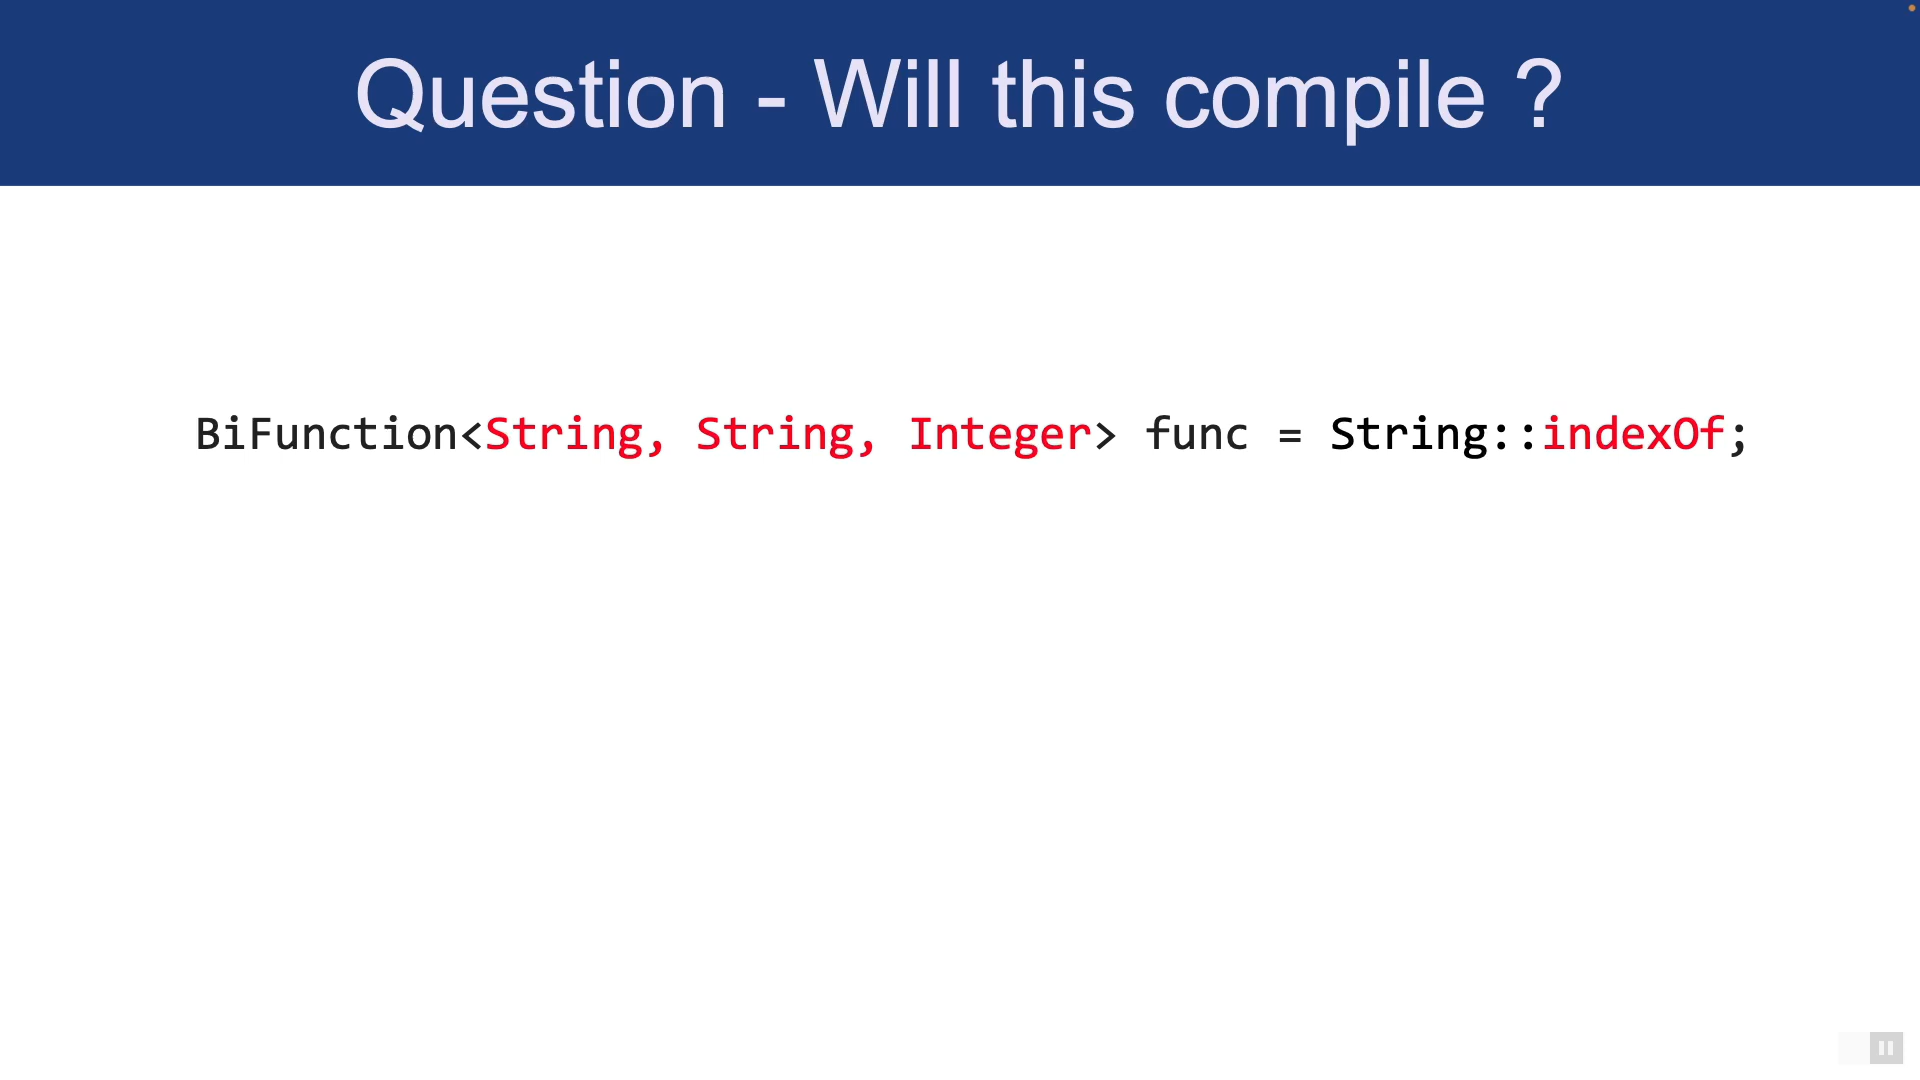 Question - Will this compile ?
BiFunction<String, String, Integer> func = String::indexOf;